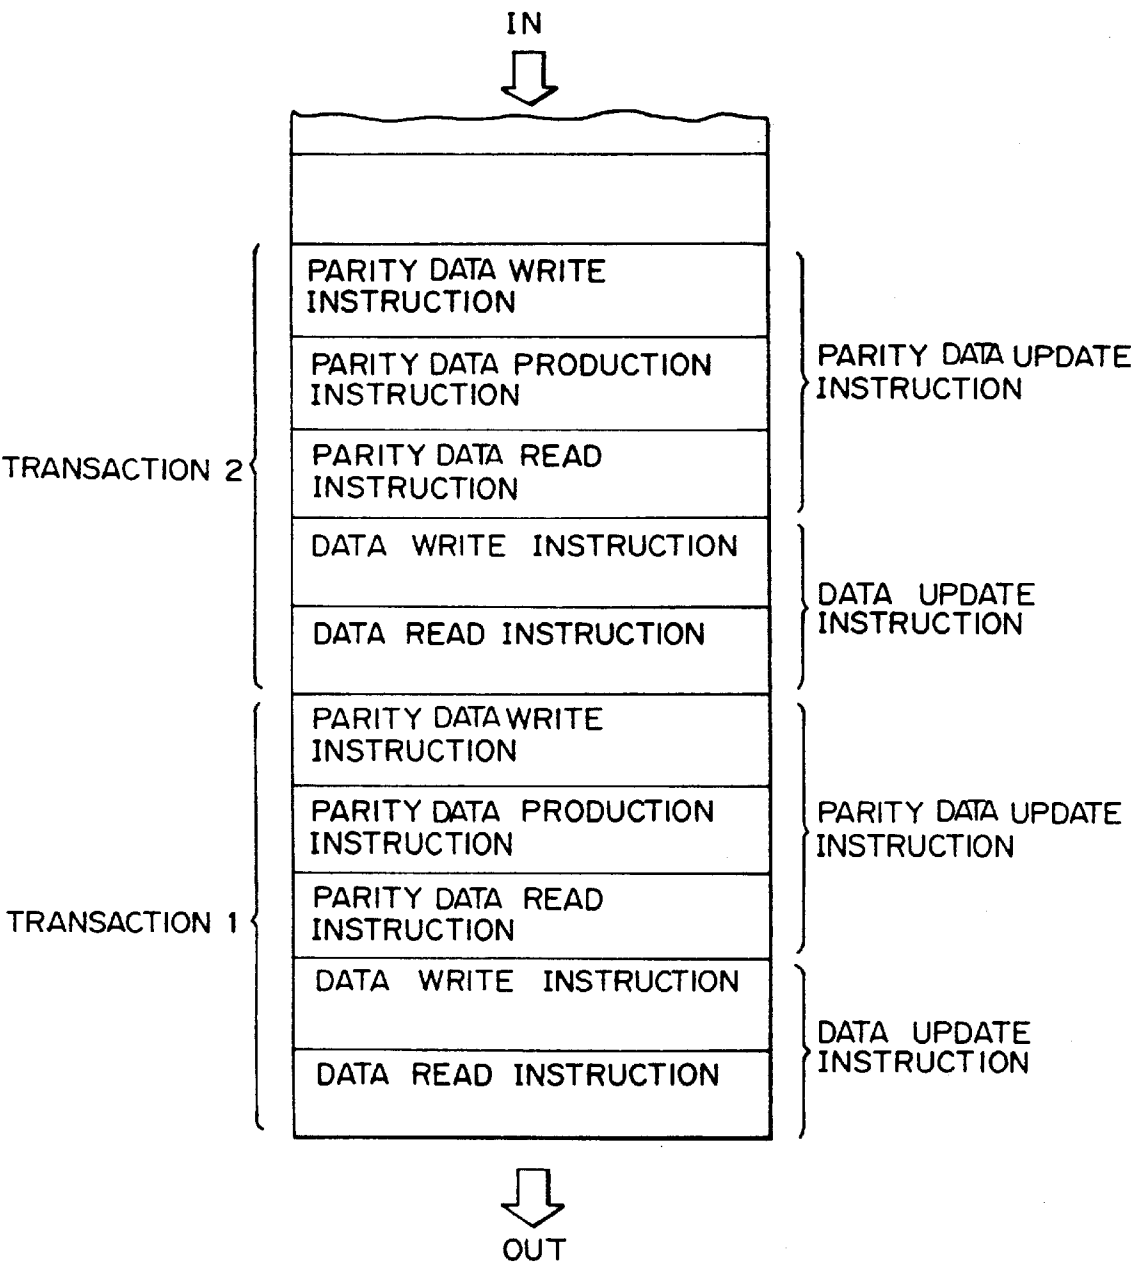 IN
PARITY DATA WRITE
INSTRUCTION
PARITY DATA PRODUCTION
INSTRUCTION
PARITY DATA READ
INSTRUCTION
DATA WRITE INSTRUCTION
DATA READ INSTRUCTION
TRANSACTION 2
PARITY DATA UPDATE
INSTRUCTION
DATA UPDATE
INSTRUCTION
PARITY DATA WRITE
INSTRUCTION
PARITY DATA PRODUCTION
INSTRUCTION
PARITY DATA READ
INSTRUCTION
DATA WRITE INSTRUCTION
DATA READ INSTRUCTION
TRANSACTION 1
PARITY DATA UPDATE
INSTRUCTION
DATA UPDATE
INSTRUCTION
OUT